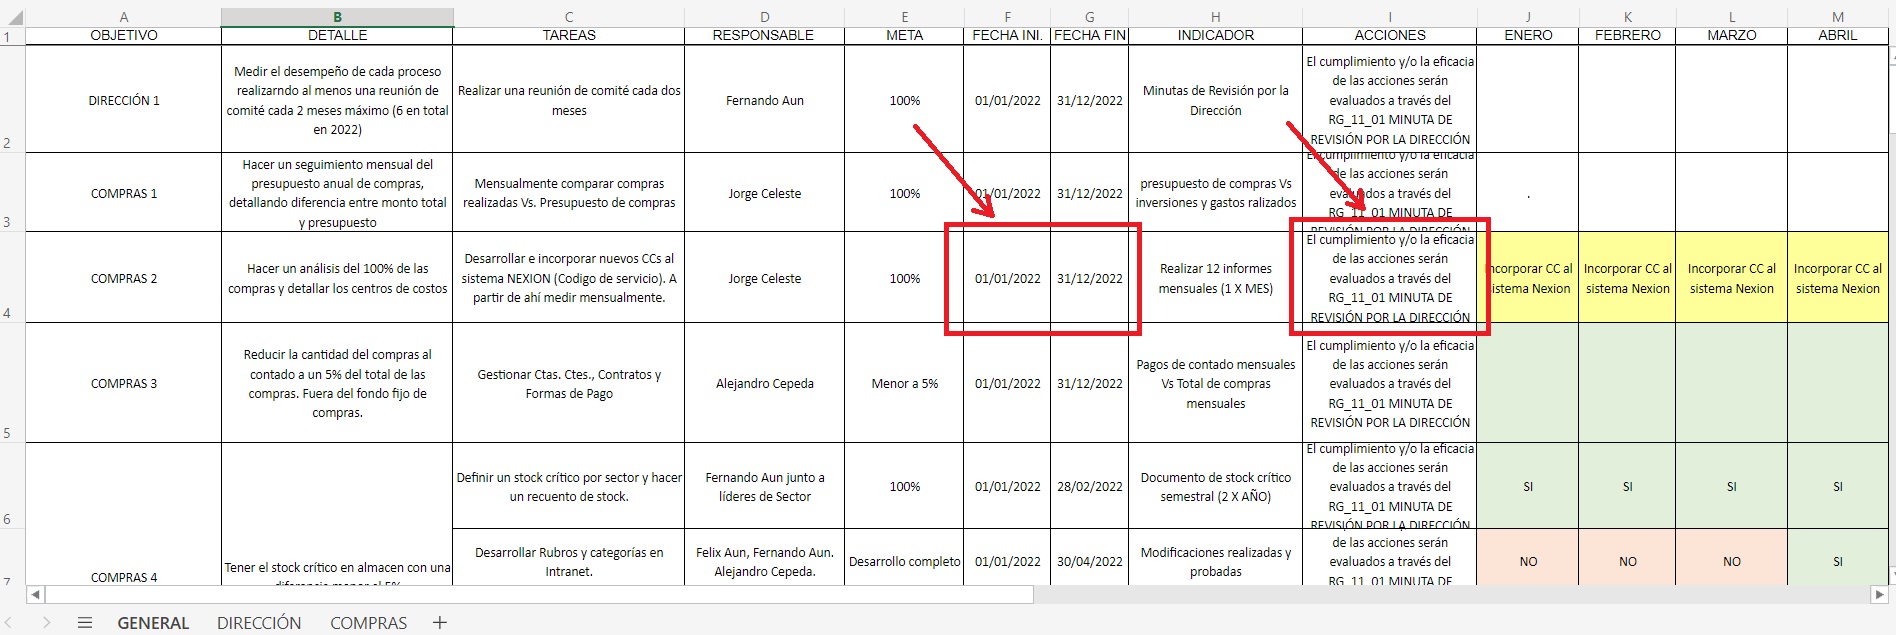 A B C D E F G H I J K L M
1 OBJETIVO DETALLE TAREAS RESPONSABLE META FECHA INI. FECHA FIN INDICADOR ACCIONES ENERO FEBRERO MARZO ABRIL
2
DIRECCIÓN 1
Medir el desempeño de cada proceso
realizarndo al menos una reunión de
comité cada 2 meses máximo (6 en total
en 2022)
Realizar una reunión de comité cada dos
meses
Fernando Aun
100%
01/01/2022
31/12/2022
Minutas de Revisión por la
Dirección
El cumplimiento y/o la eficacia
de las acciones serán
evaluados a través del
RG_11_01 MINUTA DE
REVISIÓN POR LA DIRECCIÓN
3
COMPRAS 1
Hacer un seguimiento mensual del
presupuesto anual de compras,
detallando diferencia entre monto total
y presupuesto
Mensualmente comparar compras
realizadas Vs. Presupuesto de compras
Jorge Celeste
100%
01/01/2022
31/12/2022
presupuesto de compras Vs
inversiones y gastos ralizados
El cumplimiento y/o la eficacia
de las acciones serán
evaluados a través del
RG_11_01 MINUTA DE
REVISIÓN POR LA DIRECCIÓN
.
4
COMPRAS 2
Hacer un análisis del 100% de las
compras y detallar los centros de costos
Desarrollar e incorporar nuevos CCs al
sistema NEXION (Codigo de servicio). A
partir de ahí medir mensualmente.
Jorge Celeste
100%
01/01/2022
31/12/2022
Realizar 12 informes
mensuales (1 X MES)
El cumplimiento y/o la eficacia
de las acciones serán
evaluados a través del
RG_11_01 MINUTA DE
REVISIÓN POR LA DIRECCIÓN
Incorporar CC al
sistema Nexion
Incorporar CC al
sistema Nexion
Incorporar CC al
sistema Nexion
Incorporar CC al
sistema Nexion
5
COMPRAS 3
Reducir la cantidad del compras al
contado a un 5% del total de las
compras. Fuera del fondo fijo de
compras.
Gestionar Ctas. Ctes., Contratos y
Formas de Pago
Alejandro Cepeda
Menor a 5%
01/01/2022
31/12/2022
Pagos de contado mensuales
Vs Total de compras
mensuales
El cumplimiento y/o la eficacia
de las acciones serán
evaluados a través del
RG_11_01 MINUTA DE
REVISIÓN POR LA DIRECCIÓN
6
Definir un stock crítico por sector y hacer
un recuento de stock.
Fernando Aun junto a
líderes de Sector
100%
01/01/2022
28/02/2022
Documento de stock crítico
semestral (2 X AÑO)
El cumplimiento y/o la eficacia
de las acciones serán
evaluados a través del
RG_11_01 MINUTA DE
REVISIÓN POR LA DIRECCIÓN
SI
SI
SI
SI
7
COMPRAS 4
Tener el stock crítico en almacen con una
diferencia menor al 5%
Desarrollar Rubros y categorías en
Intranet.
Felix Aun, Fernando Aun.
Alejandro Cepeda.
Desarrollo completo
01/01/2022
30/04/2022
Modificaciones realizadas y
probadas
de las acciones serán
evaluados a través del
RG_11_01 MINUTA DE
NO
NO
NO
SI
GENERAL DIRECCIÓN COMPRAS